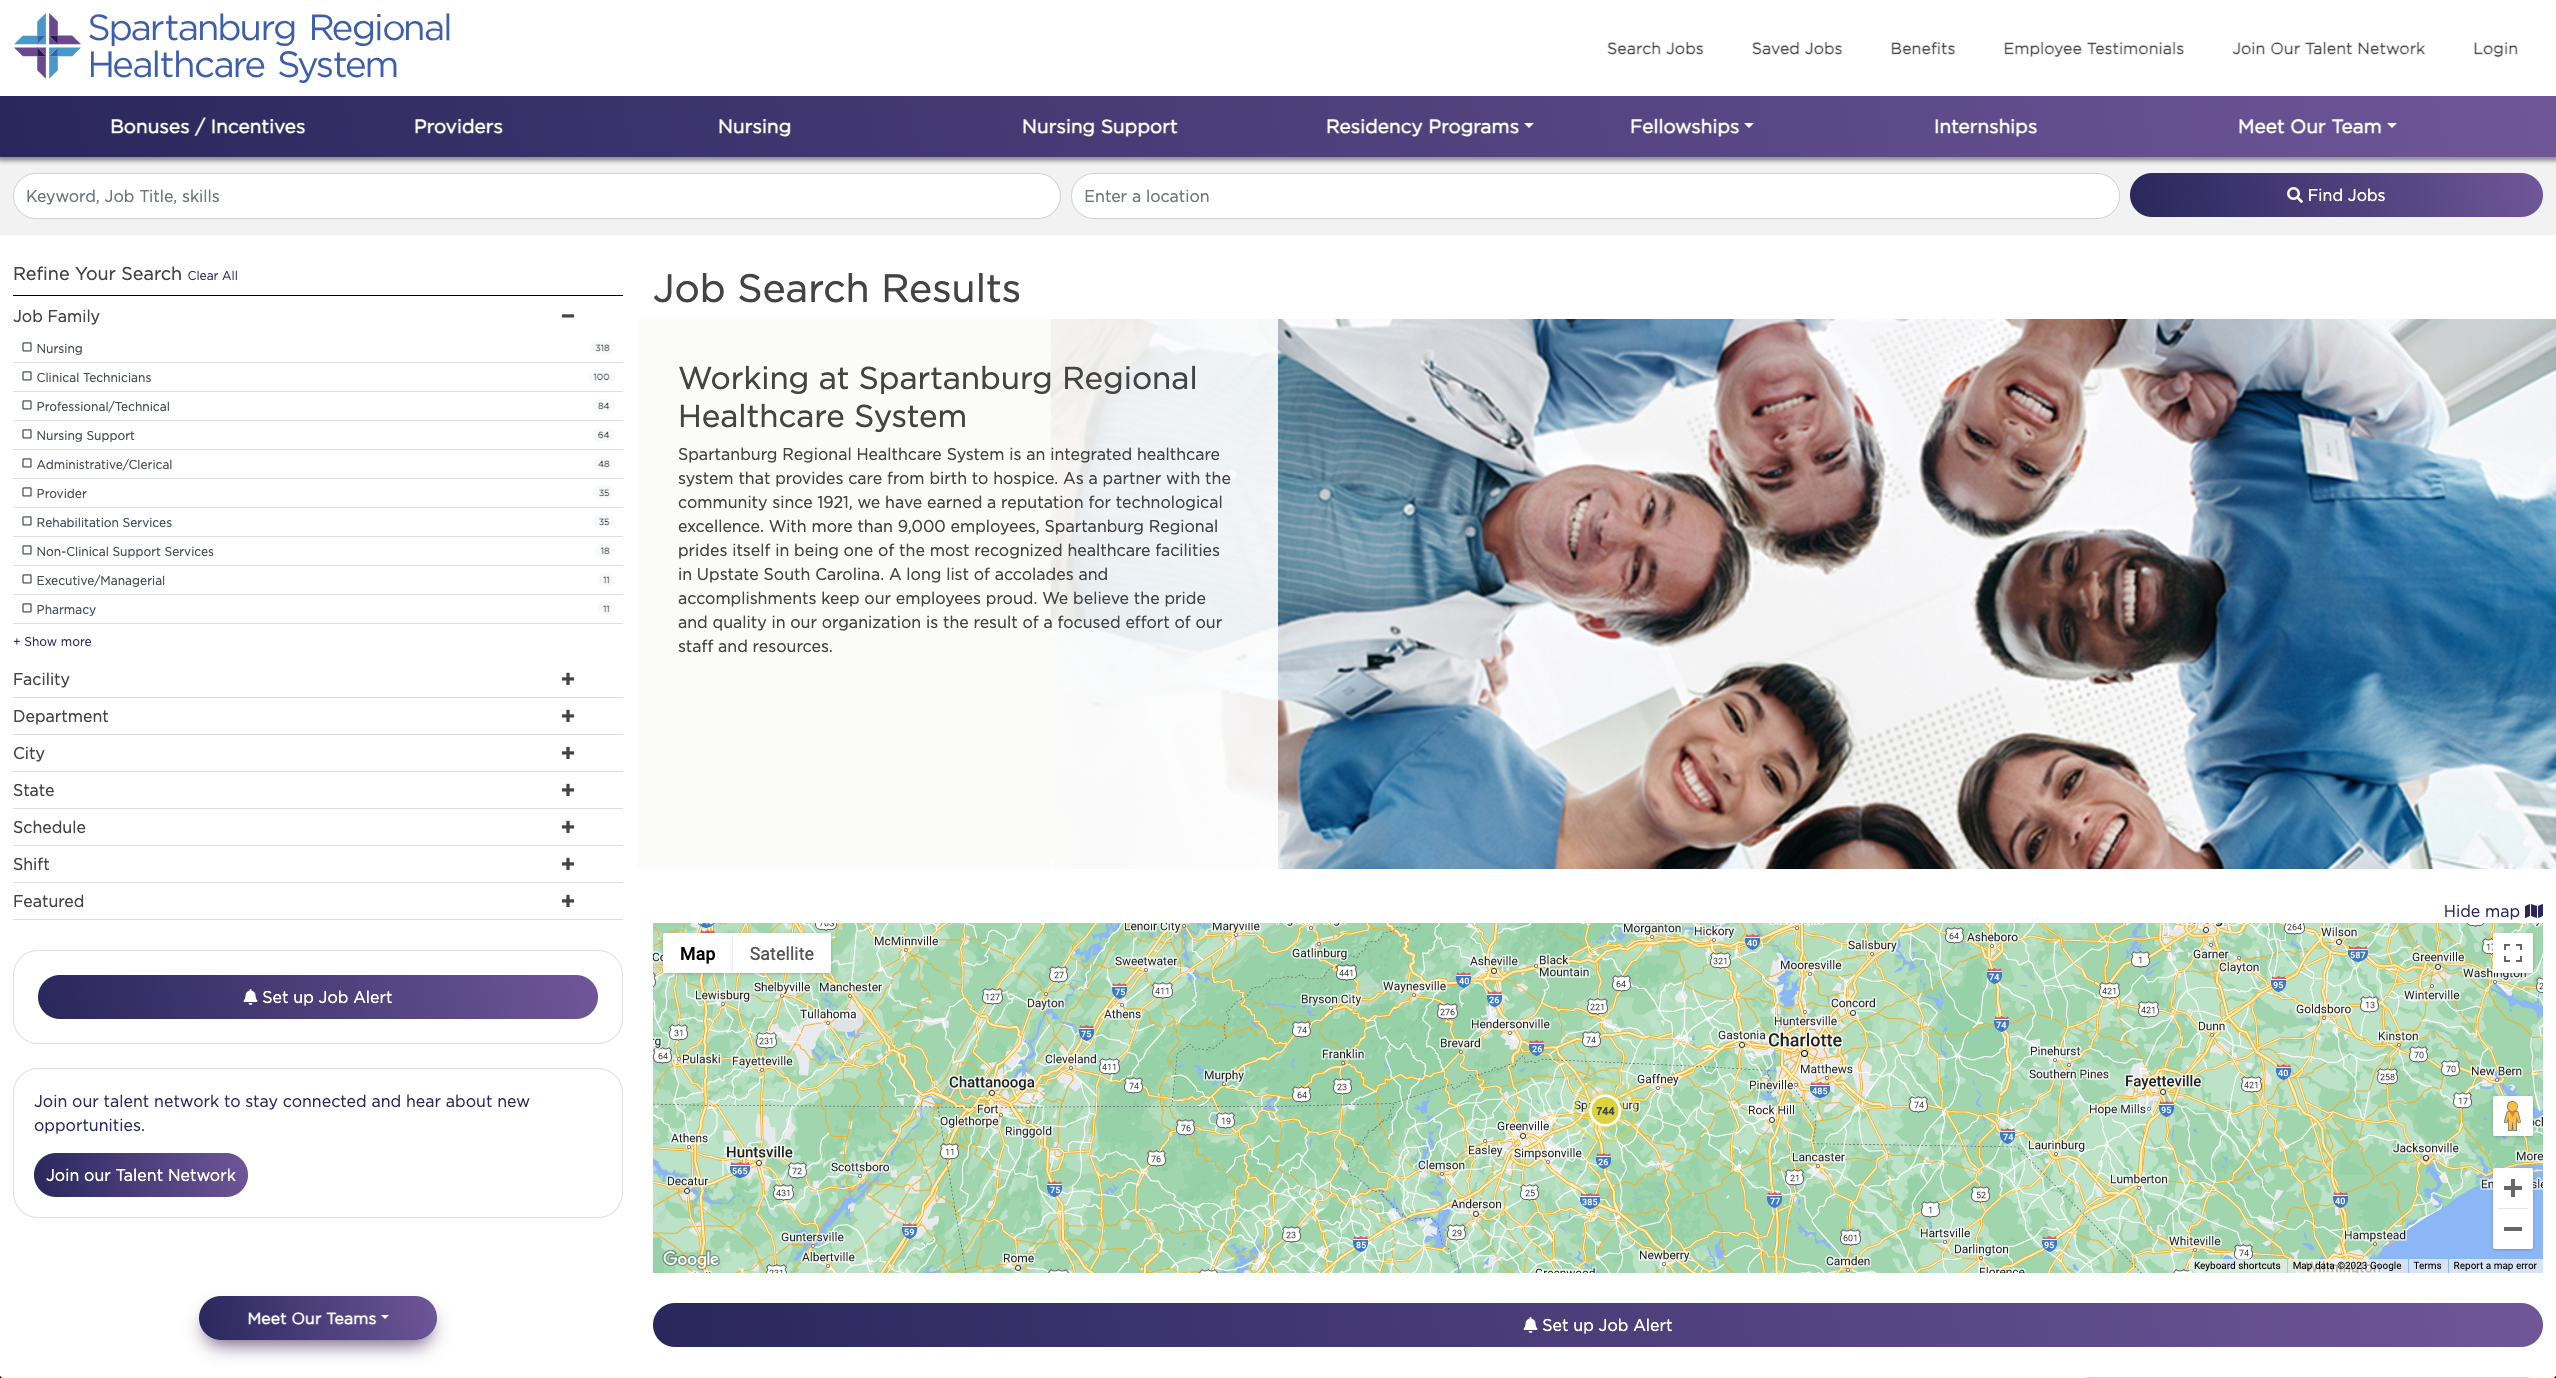 Spartanburg Regional
Healthcare System
Search Jobs
Saved Jobs
Benefits
Employee Testimonials
Join Our Talent Network
Login
Bonuses / Incentives
Providers
Nursing
Nursing Support
Residency Programs
Fellowships
Internships
Meet Our Team
Keyword, Job Title, skills
Enter a location
Find Jobs
Refine Your Search Clear All
Job Family
Nursing 318
Clinical Technicians 100
Professional/Technical 84
Nursing Support 64
Administrative/Clerical 48
Provider 35
Rehabilitation Services 35
Non-Clinical Support Services 18
Executive/Managerial 11
Pharmacy 11
+ Show more
Facility
Department
City
State
Schedule
Shift
Featured
Set up Job Alert
Join our talent network to stay connected and hear about new
opportunities.
Join our Talent Network
Meet Our Teams
Job Search Results
Working at Spartanburg Regional
Healthcare System
Spartanburg Regional Healthcare System is an integrated healthcare
system that provides care from birth to hospice. As a partner with the
community since 1921, we have earned a reputation for technological
excellence. With more than 9,000 employees, Spartanburg Regional
prides itself in being one of the most recognized healthcare facilities
in Upstate South Carolina. A long list of accolades and
accomplishments keep our employees proud. We believe the pride
and quality in our organization is the result of a focused effort of our
staff and resources.
Hide map
Map
Satellite
McMinnville
Lenoir City
Maryville
Gatlinburg
Morganton
Hickory
Salisbury
Asheboro
Wilson
Greenville
Garner
Clayton
Sweetwater
Asheville
Black
Mountain
Mooresville
Lewisburg
Shelbyville
Manchester
Dayton
Athens
Bryson City
Waynesville
Concord
Winterville
Goldsboro
Tullahoma
Hendersonville
Huntersville
Gastonia
Charlotte
Dunn
Kinston
Pulaski
Fayetteville
Cleveland
Franklin
Brevard
Matthews
Pinehurst
Southern Pines
Fayetteville
New Bern
Chattanooga
Murphy
Gaffney
Pineville
Rock Hill
Hope Mills
Fort
Oglethorpe
Ringgold
744
Greenville
Athens
Huntsville
Scottsboro
Easley
Simpsonville
Clemson
Lancaster
Laurinburg
Jacksonville
Decatur
Anderson
Lumberton
Guntersville
Albertville
Rome
Greenwood
Newberry
Camden
Hartsville
Darlington
Florence
Whiteville
Hampstead
Google
Keyboard shortcuts
Map data ©2023 Google
Terms
Report a map error
Set up Job Alert